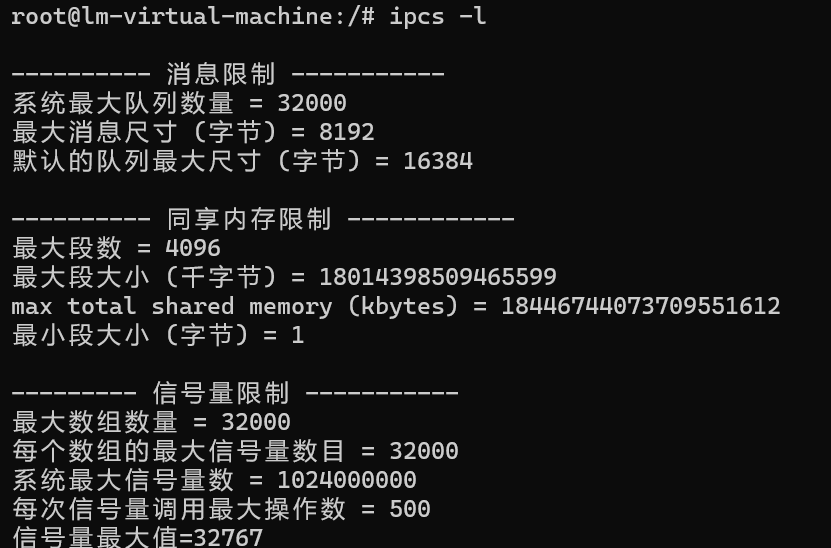 root@lm-virtual-machine:/# ipcs -l
---------- 消息限制 -----------
系统最大队列数量 = 32000
最大消息尺寸 (字节) = 8192
默认的队列最大尺寸 (字节) = 16384
---------- 同享内存限制 ------------
最大段数 = 4096
最大段大小 (千字节) = 18014398509465599
max total shared memory (kbytes) = 18446744073709551612
最小段大小 (字节) = 1
--------- 信号量限制 -----------
最大数组数量 = 32000
每个数组的最大信号量数目 = 32000
系统最大信号量数 = 1024000000
每次信号量调用最大操作数 = 500
信号量最大值=32767